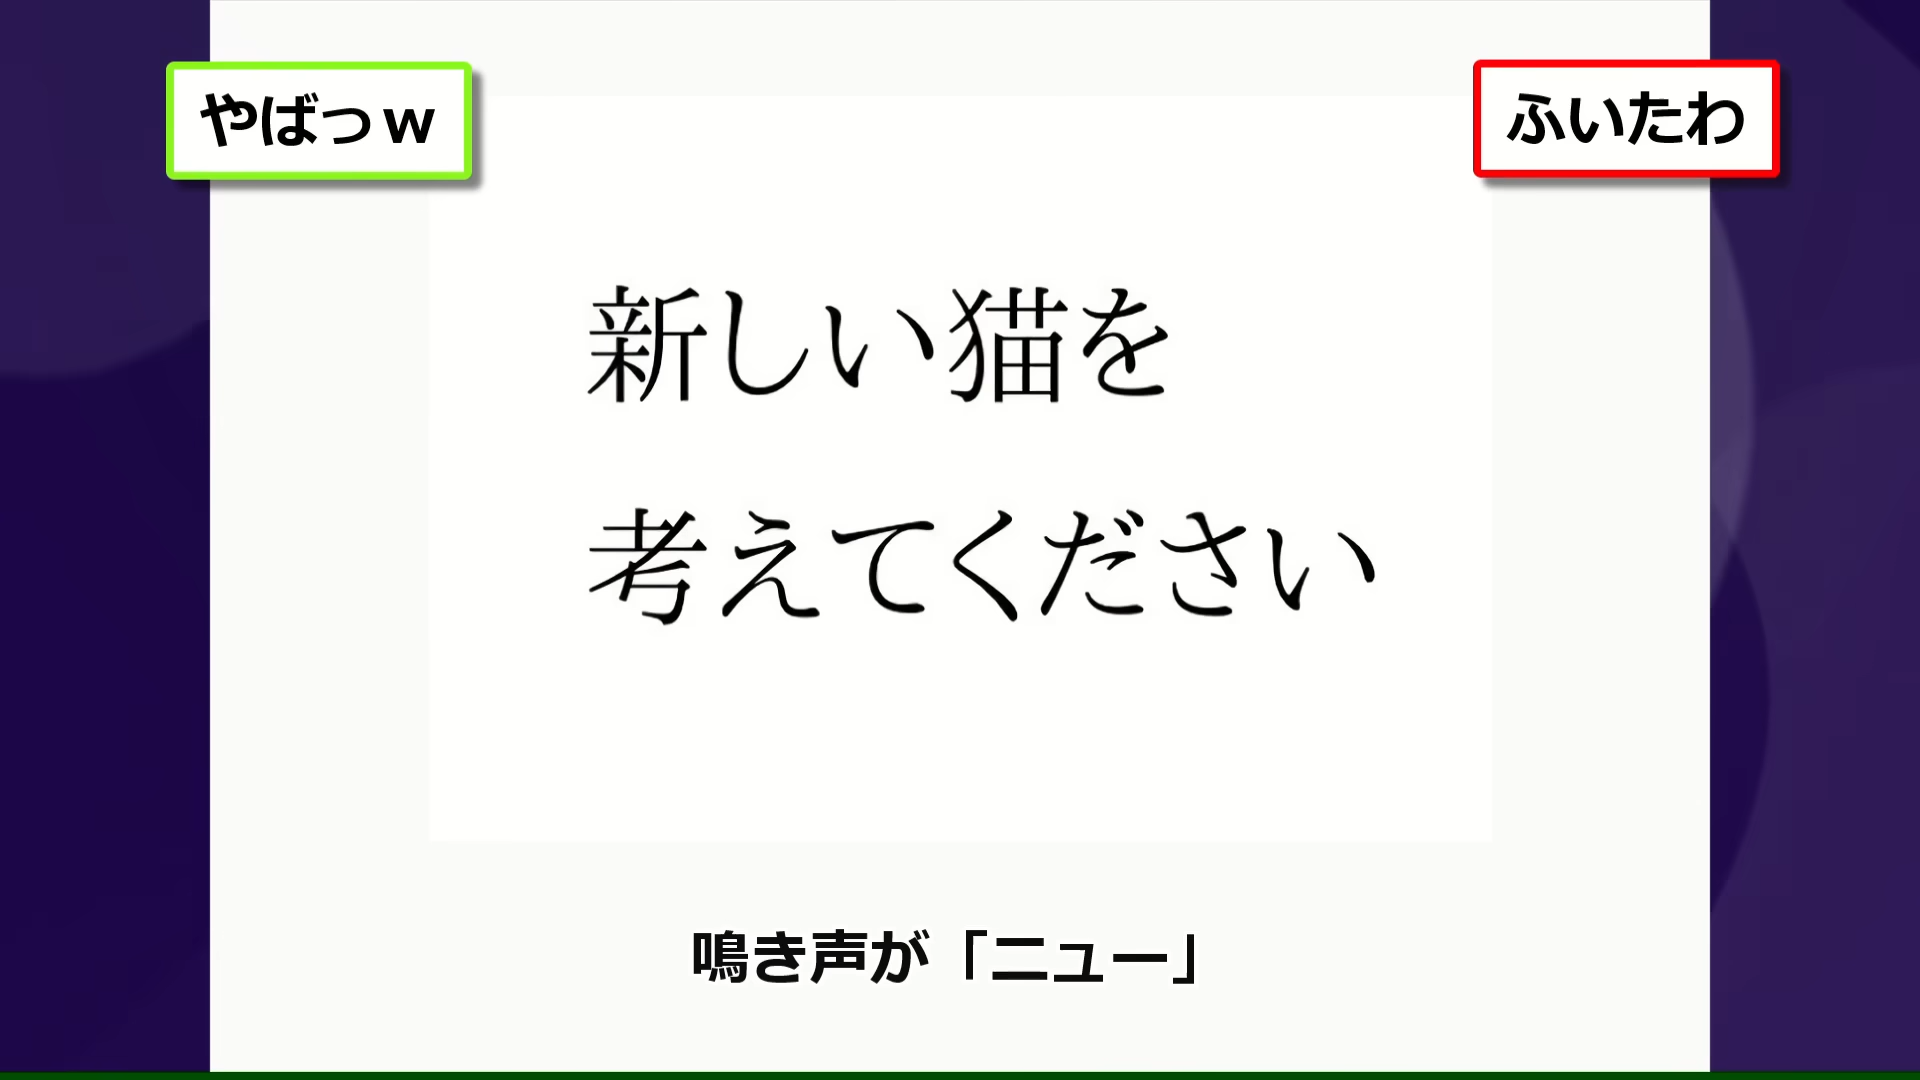 やばっｗ
ふいたわ
新しい猫を
考えてください
鳴き声が「ニュー」